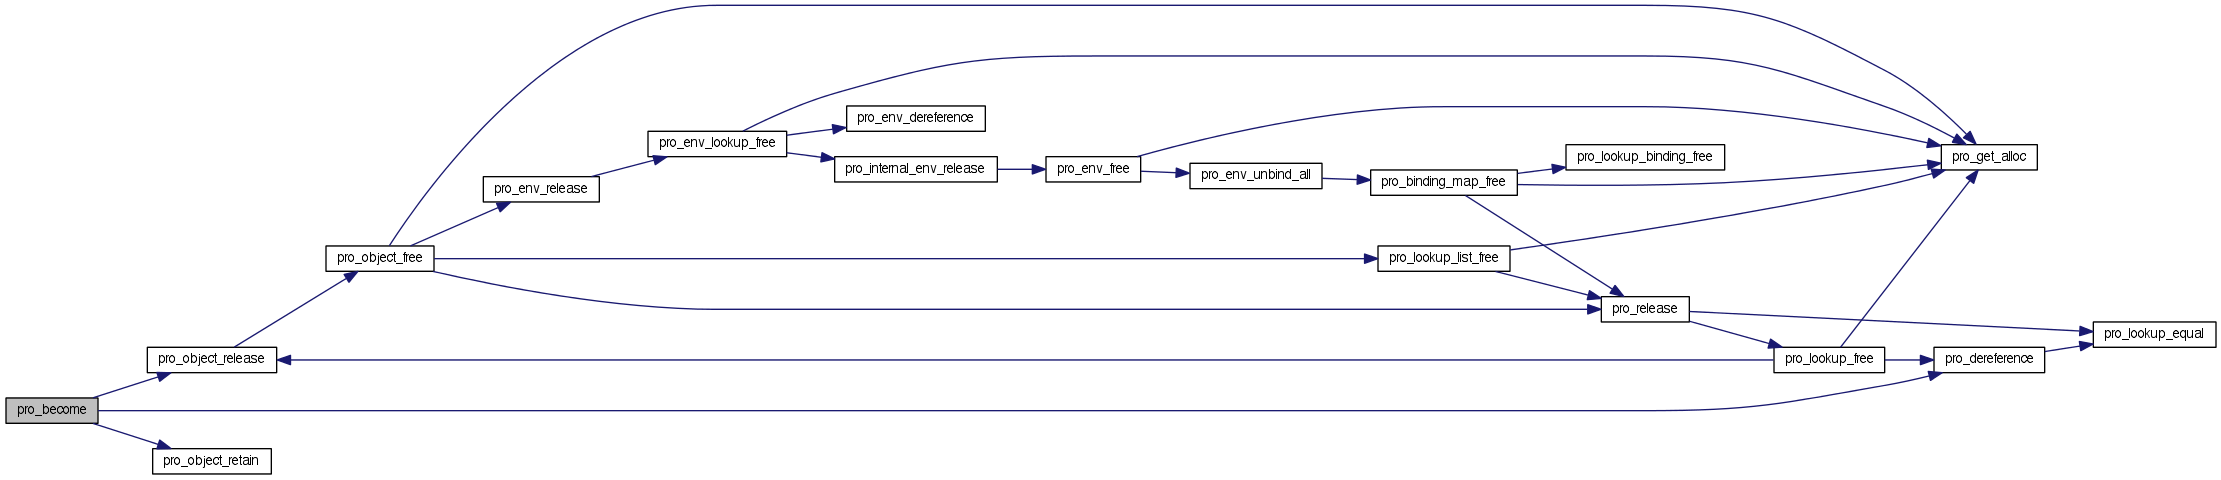 pro_become
pro_object_release
pro_object_retain
pro_object_free
pro_env_release
pro_env_lookup_free
pro_env_dereference
pro_internal_env_release
pro_env_free
pro_env_unbind_all
pro_binding_map_free
pro_lookup_binding_free
pro_lookup_list_free
pro_release
pro_lookup_free
pro_get_alloc
pro_dereference
pro_lookup_equal